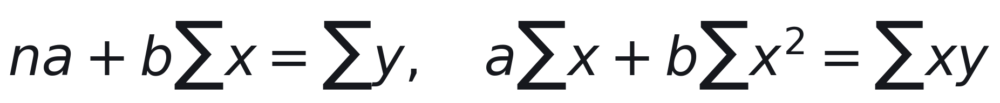 na + b∑x = ∑y, a∑x + b∑x² = ∑xy